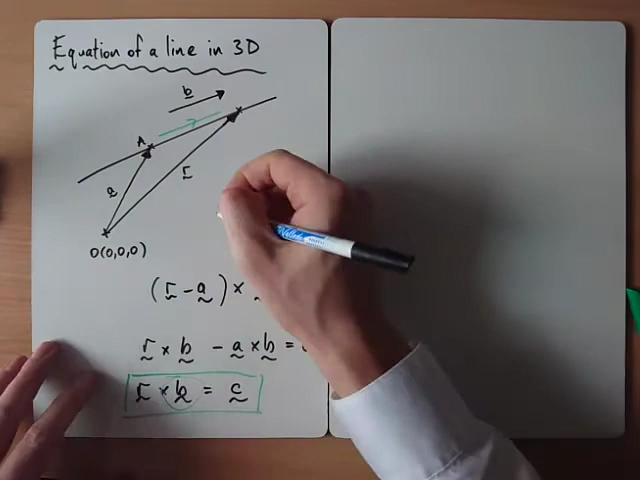 Equation of a line in 3D
b
A
a
r
O(0,0,0)
(r - a) ×
r × b - a × b =
r × b = c